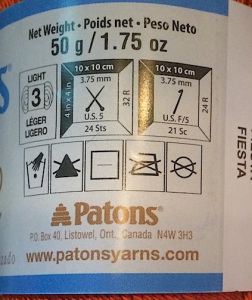 Net Weight • Poids net • Peso Neto
50 g / 1.75 oz
LIGHT
3
LÉGER
LIGERO
10 x 10 cm
4 in x 4 in
3.75 mm
U.S. 5
32 R
24 Sts
10 x 10 cm
3.75 mm
U.S. F/5
24 R
21 Sc
Patons®
P.O. Box 40, Listowel, Ont., Canada N4W 3H3
www.patonsyarns.com
FIESTA